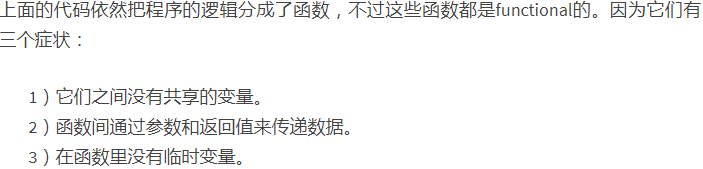 上面的代码依然把程序的逻辑分成了函数，不过这些函数都是functional的。因为它们有
三个症状：
1）它们之间没有共享的变量。
2）函数间通过参数和返回值来传递数据。
3）在函数里没有临时变量。